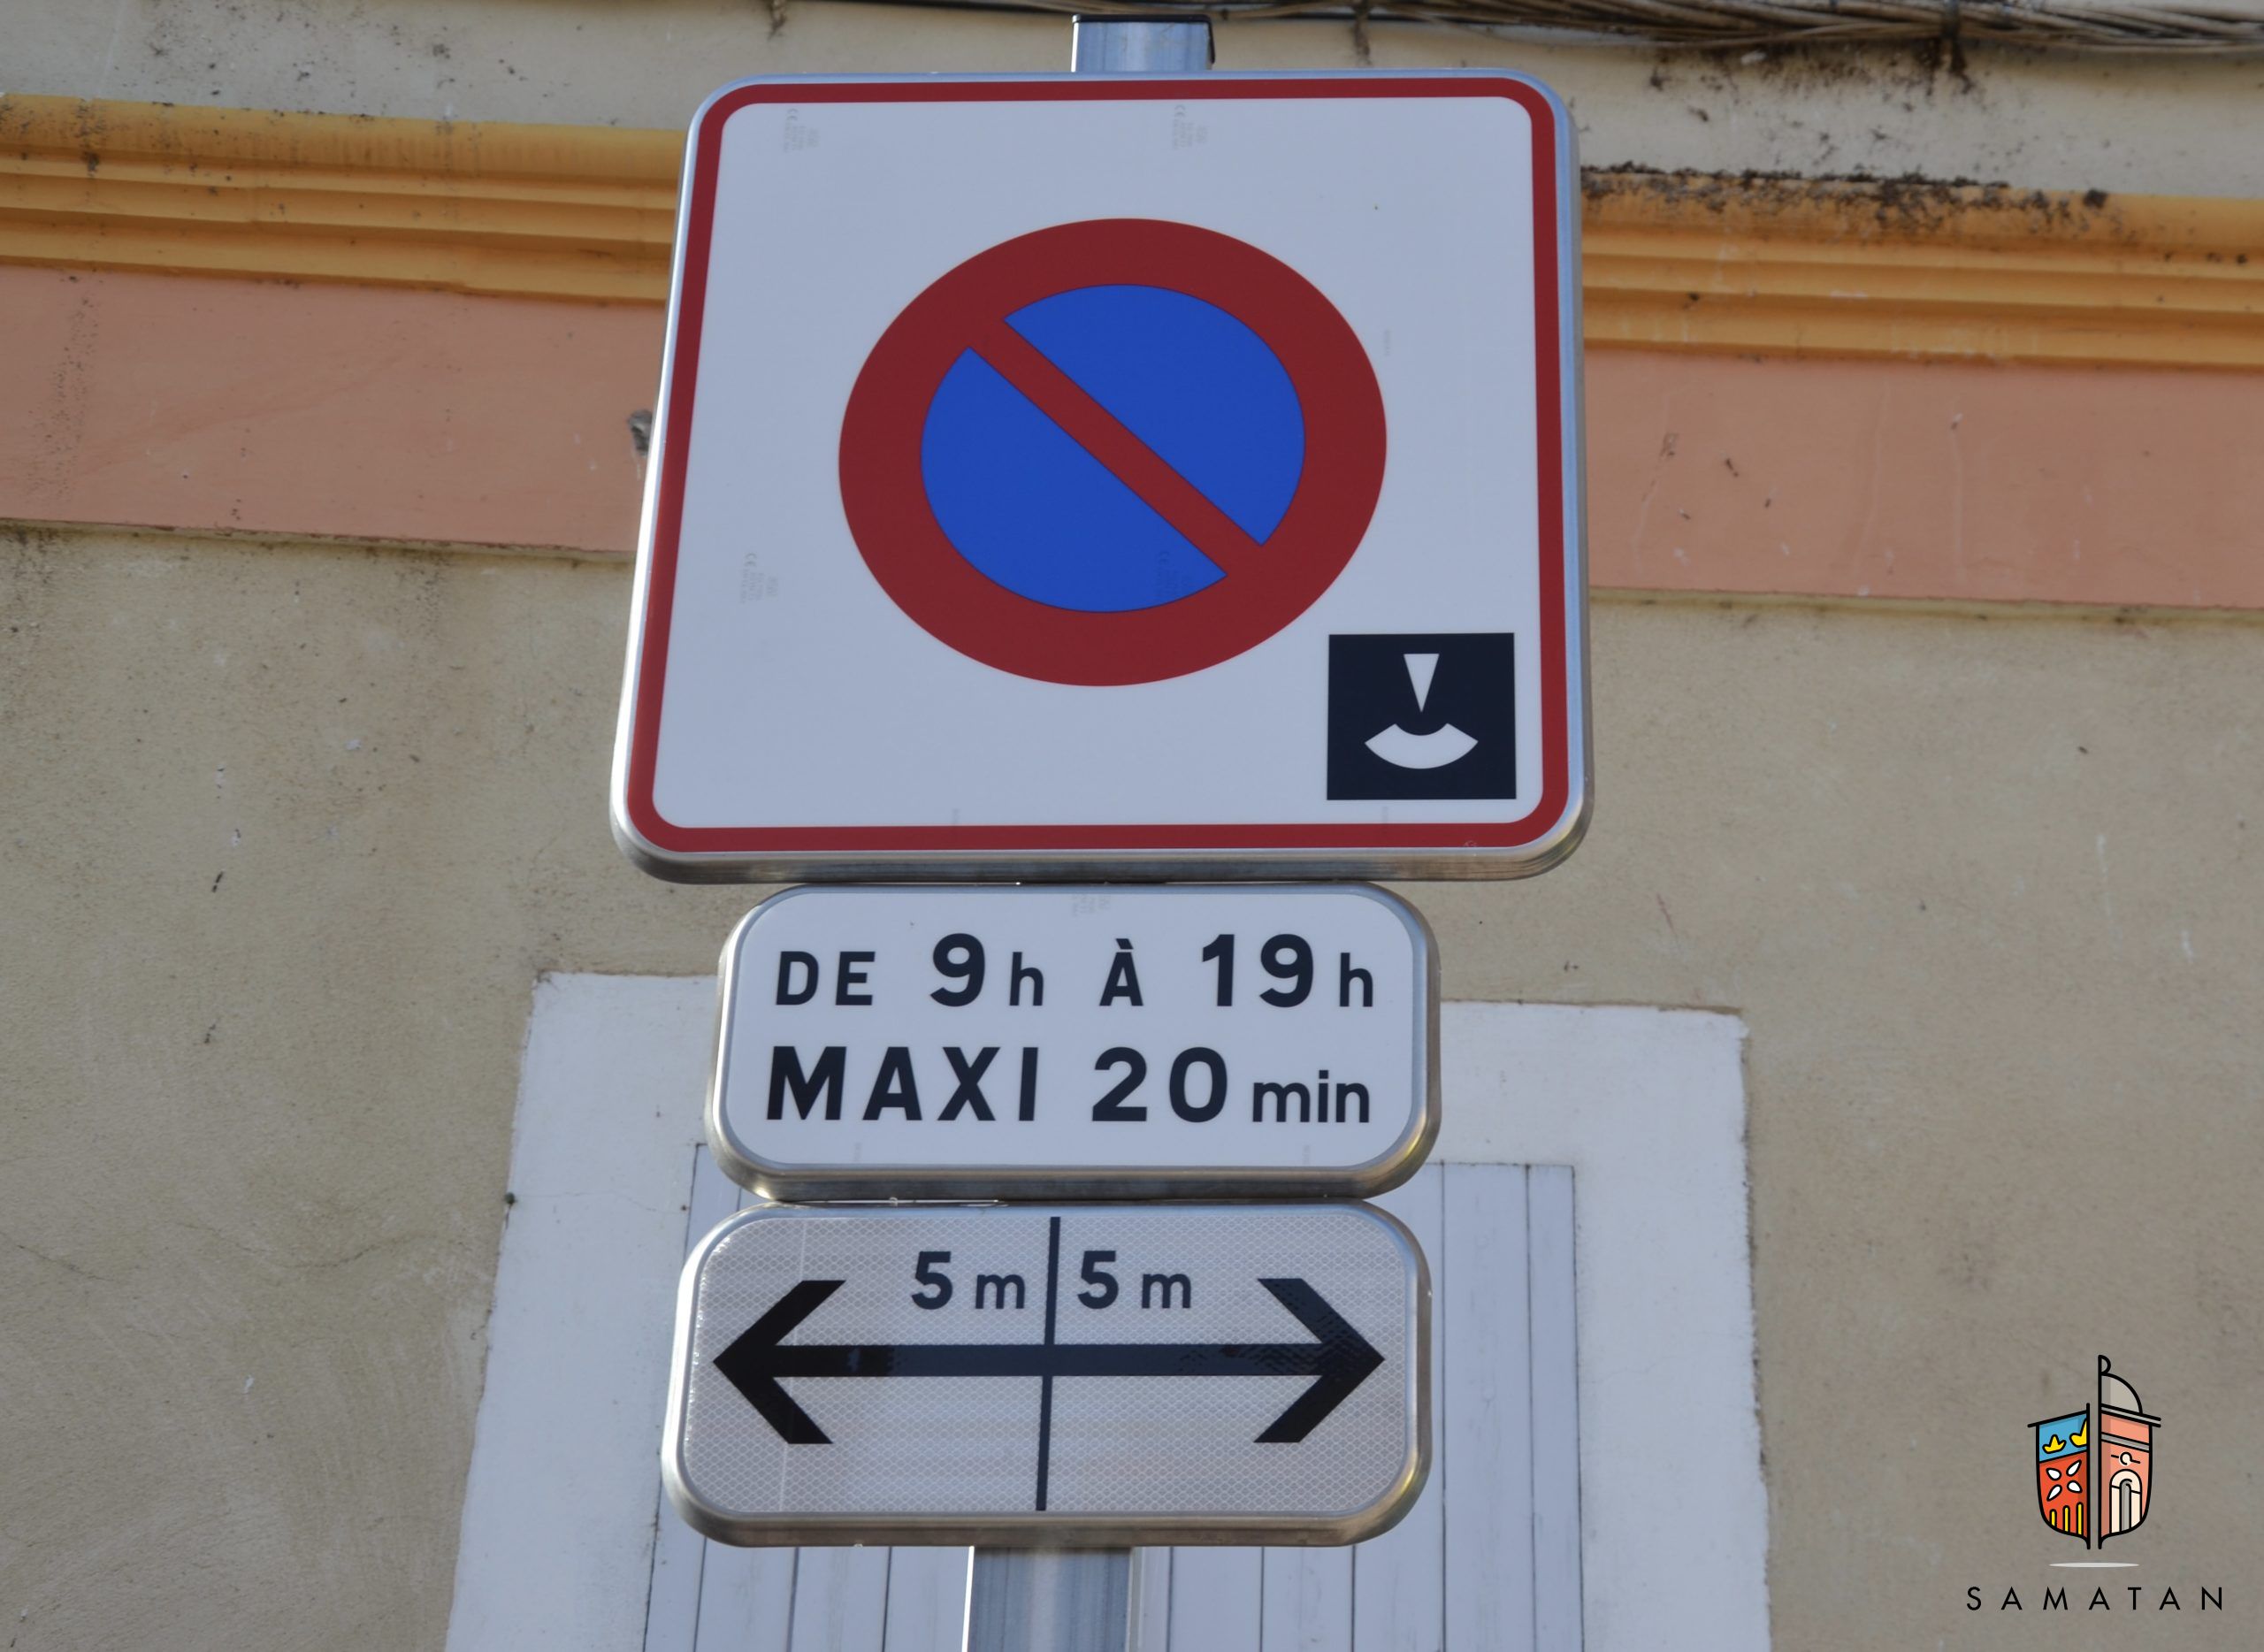 DE 9h À 19h
MAXI 20 min
5 m 5 m
SAMATAN